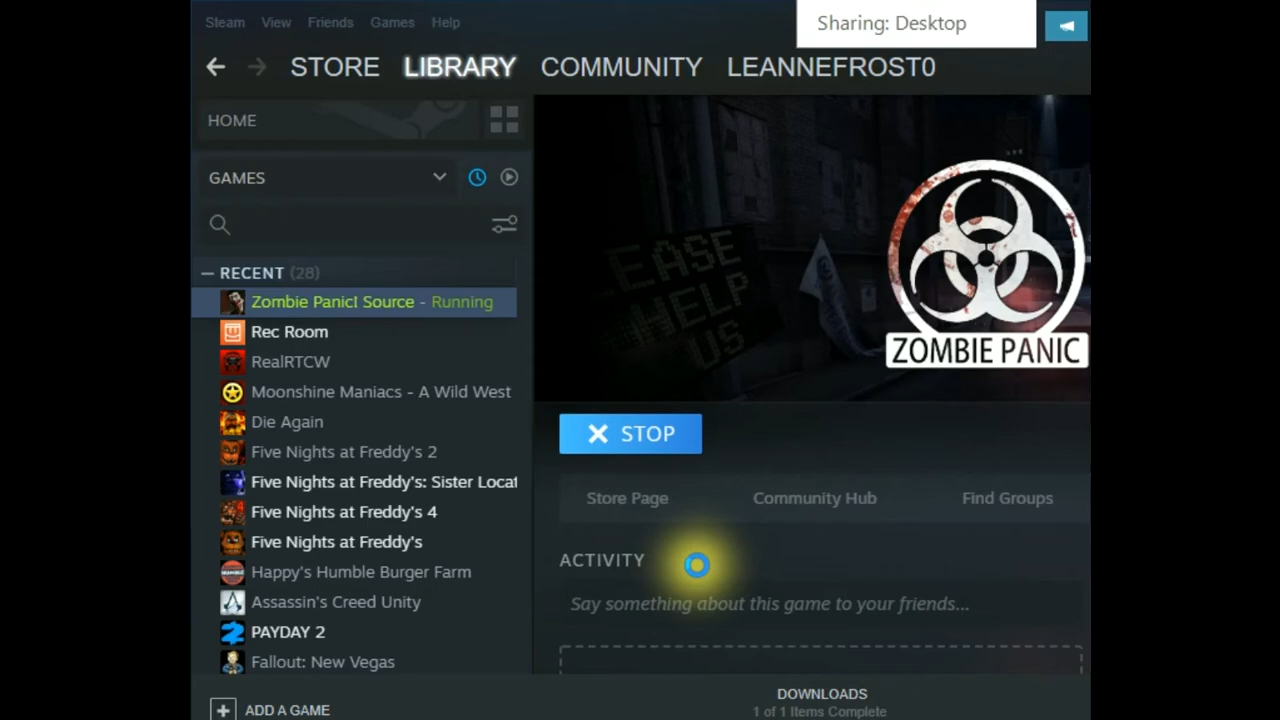 Steam View Friends Games Help
Sharing: Desktop
STORE LIBRARY COMMUNITY LEANNEFROST0
HOME
GAMES
RECENT (28)
Zombie Panic! Source - Running
Rec Room
RealRTCW
Moonshine Maniacs - A Wild West
Die Again
Five Nights at Freddy's 2
Five Nights at Freddy's: Sister Locat
Five Nights at Freddy's 4
Five Nights at Freddy's
Happy's Humble Burger Farm
Assassin's Creed Unity
PAYDAY 2
Fallout: New Vegas
ADD A GAME
EASE
HELP
US
ZOMBIE PANIC
STOP
Store Page Community Hub Find Groups
ACTIVITY
Say something about this game to your friends...
DOWNLOADS
1 of 1 Items Complete